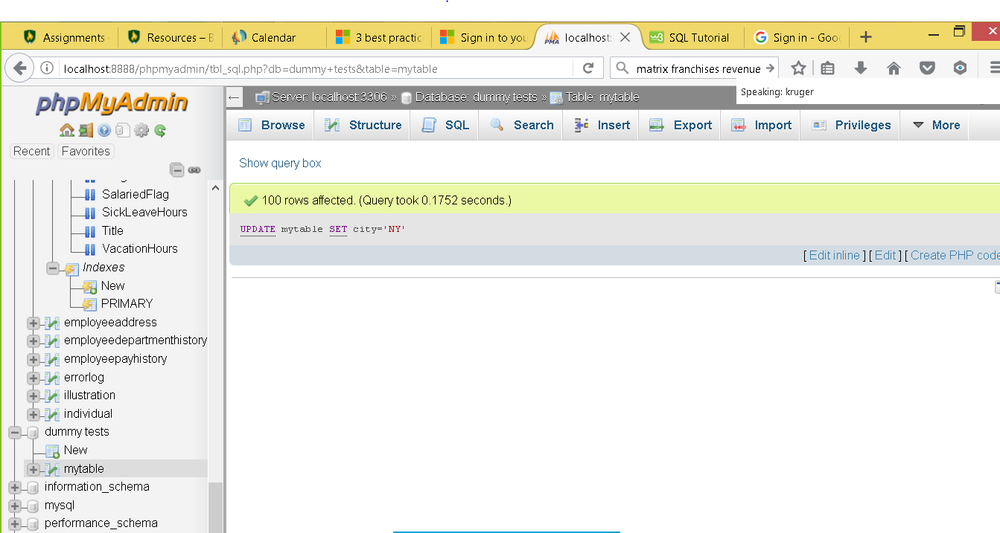 Assignments
Resources – B
Calendar
3 best practic
Sign in to you
localhost:
SQL Tutorial
Sign in - Goo
localhost:8888/phpmyadmin/tbl_sql.php?db=dummy+tests&table=mytable
matrix franchises revenue
Speaking: kruger
phpMyAdmin
Recent
Favorites
Server: localhost:3306 » Database: dummy tests » Table: mytable
Browse
Structure
SQL
Search
Insert
Export
Import
Privileges
More
Show query box
100 rows affected. (Query took 0.1752 seconds.)
UPDATE mytable SET city='NY'
[ Edit inline ] [ Edit ] [ Create PHP code
SalariedFlag
SickLeaveHours
Title
VacationHours
Indexes
New
PRIMARY
employeeaddress
employeedepartmenthistory
employeepayhistory
errorlog
illustration
individual
dummy tests
New
mytable
information_schema
mysql
performance_schema